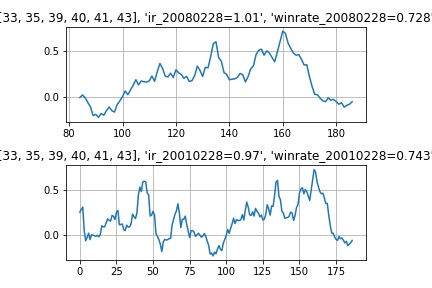 [33, 35, 39, 40, 41, 43], 'ir_20080228=1.01', 'winrate_20080228=0.728'
0.5
0.0
80 100 120 140 160 180
[33, 35, 39, 40, 41, 43], 'ir_20010228=0.97', 'winrate_20010228=0.743'
0.5
0.0
0 25 50 75 100 125 150 175